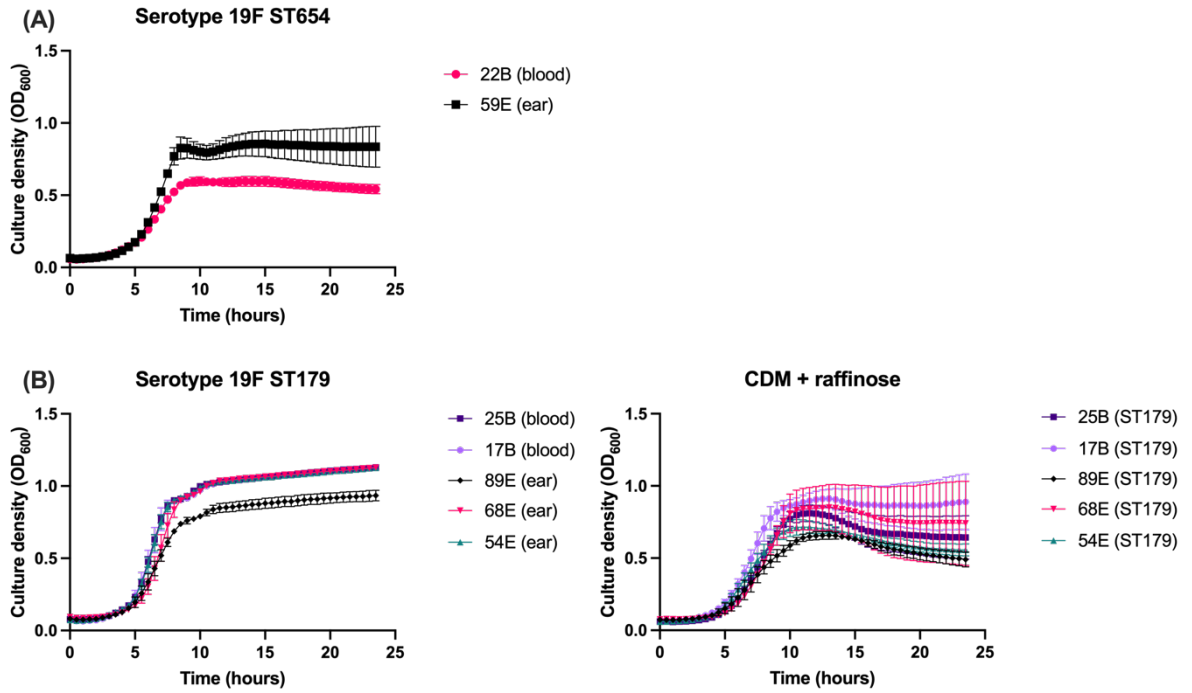 (A)
Serotype 19F ST654
Culture density (OD600)
1.5
1.0
0.5
0.0
0 5 10 15 20 25
Time (hours)
22B (blood)
59E (ear)
(B)
Serotype 19F ST179
Culture density (OD600)
1.5
1.0
0.5
0.0
0 5 10 15 20 25
Time (hours)
25B (blood)
17B (blood)
89E (ear)
68E (ear)
54E (ear)
CDM + raffinose
Culture density (OD600)
1.5
1.0
0.5
0.0
0 5 10 15 20 25
Time (hours)
25B (ST179)
17B (ST179)
89E (ST179)
68E (ST179)
54E (ST179)